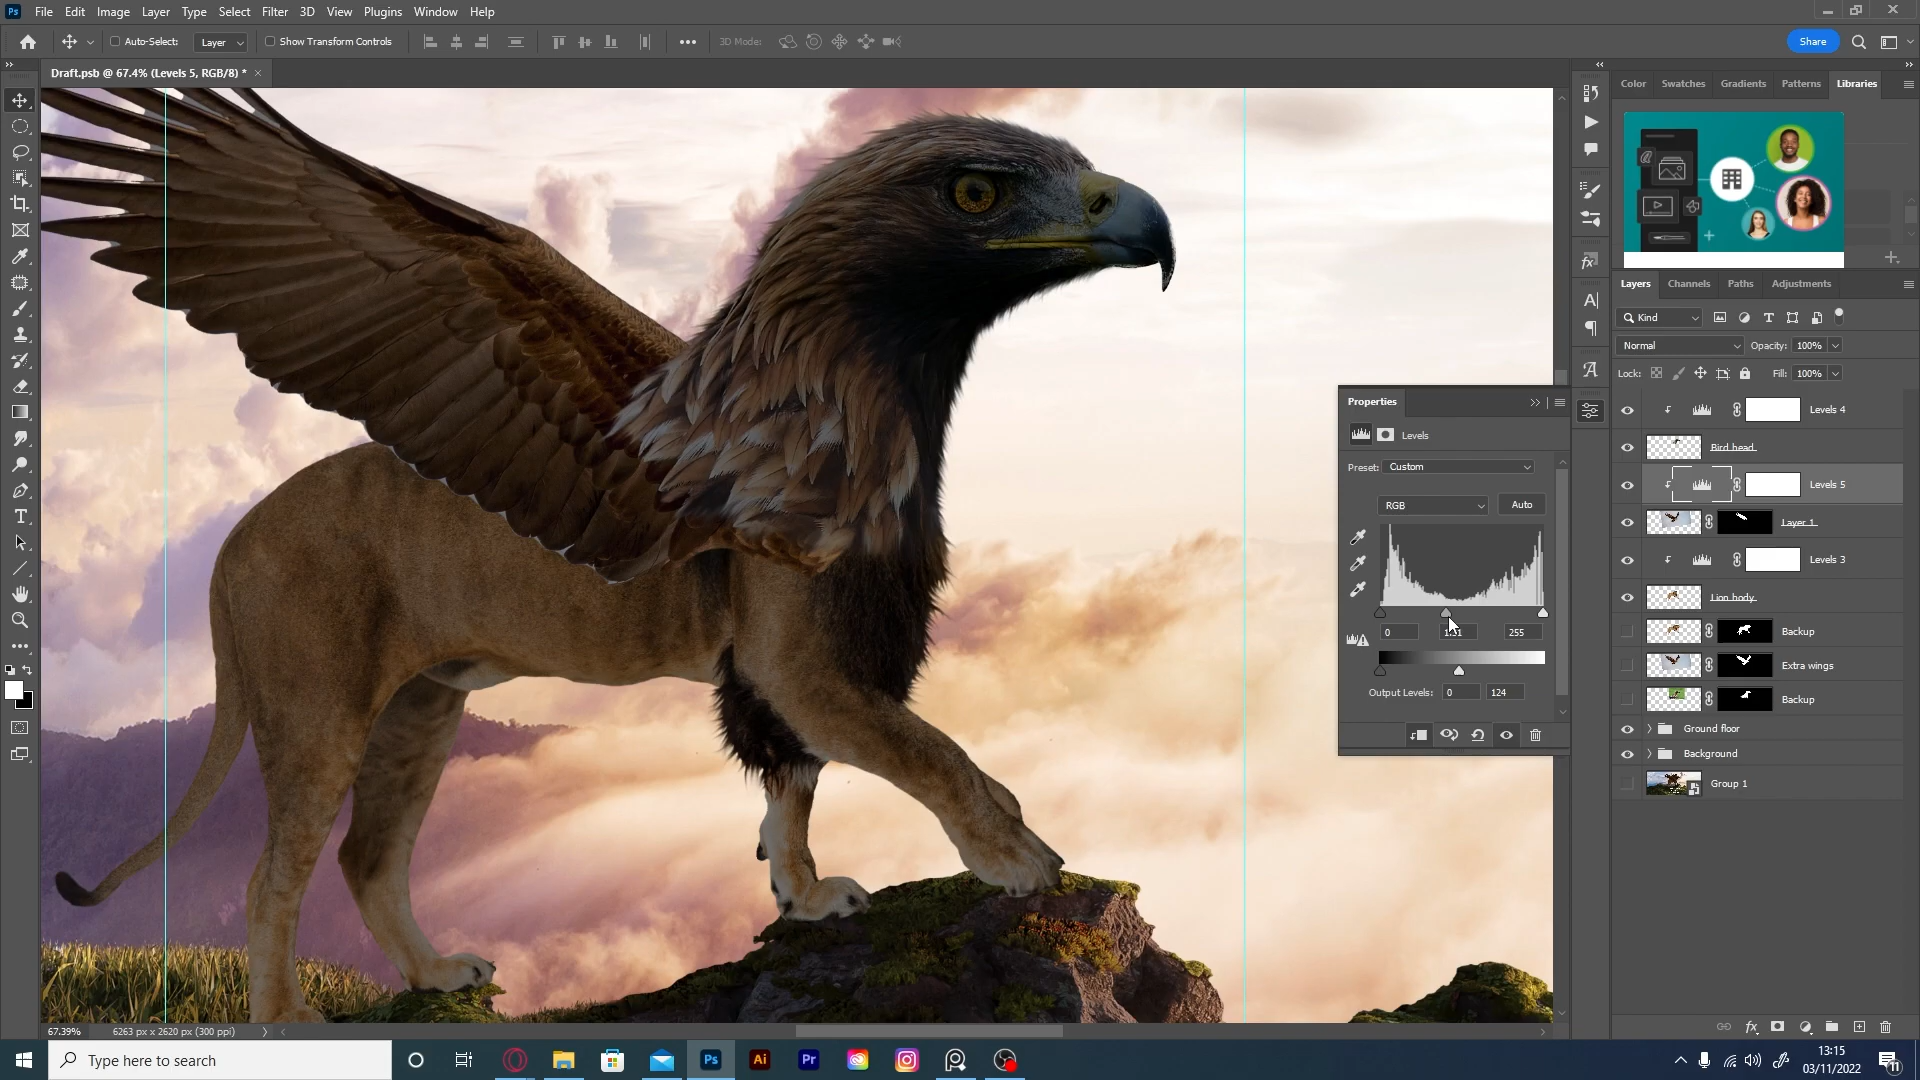 Ps File Edit Image Layer Type Select Filter 3D View Plugins Window Help
Auto-Select: Layer Show Transform Controls 3D Mode: Share
Draft.psb @ 67.4% (Levels 5, RGB/8) *
Color Swatches Gradients Patterns Libraries
Layers Channels Paths Adjustments
Kind
Normal Opacity: 100%
Lock: Fill: 100%
Levels 4
Bird head
Levels 5
Layer 1
Levels 3
Lion body
Backup
Extra wings
Backup
Ground floor
Background
Group 1
Properties
Levels
Preset: Custom
RGB Auto
0 255
Output Levels: 0 124
67.39% 6263 px x 2620 px (300 ppi)
Type here to search
Ps Ai Pr
13:15
03/11/2022
11